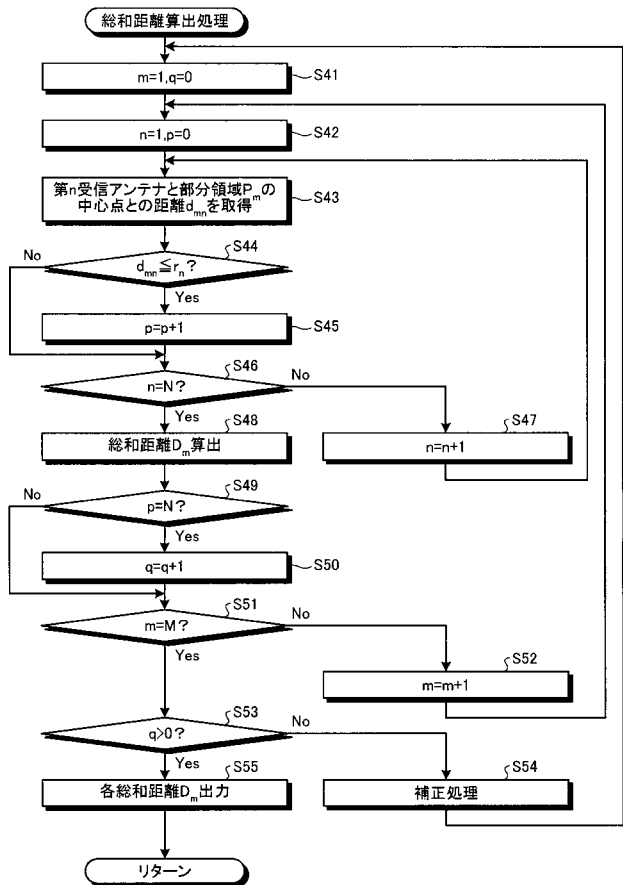 総和距離算出処理
m=1,q=0
S41
n=1,p=0
S42
第n受信アンテナと部分領域Pmの
中心点との距離dmnを取得
S43
S44
No
dmn≦rn?
Yes
p=p+1
S45
S46
n=N?
No
Yes
S48
総和距離Dm算出
S47
n=n+1
S49
No
p=N?
Yes
q=q+1
S50
S51
m=M?
No
Yes
S52
m=m+1
S53
q>0?
No
Yes
S55
各総和距離Dm出力
S54
補正処理
リターン